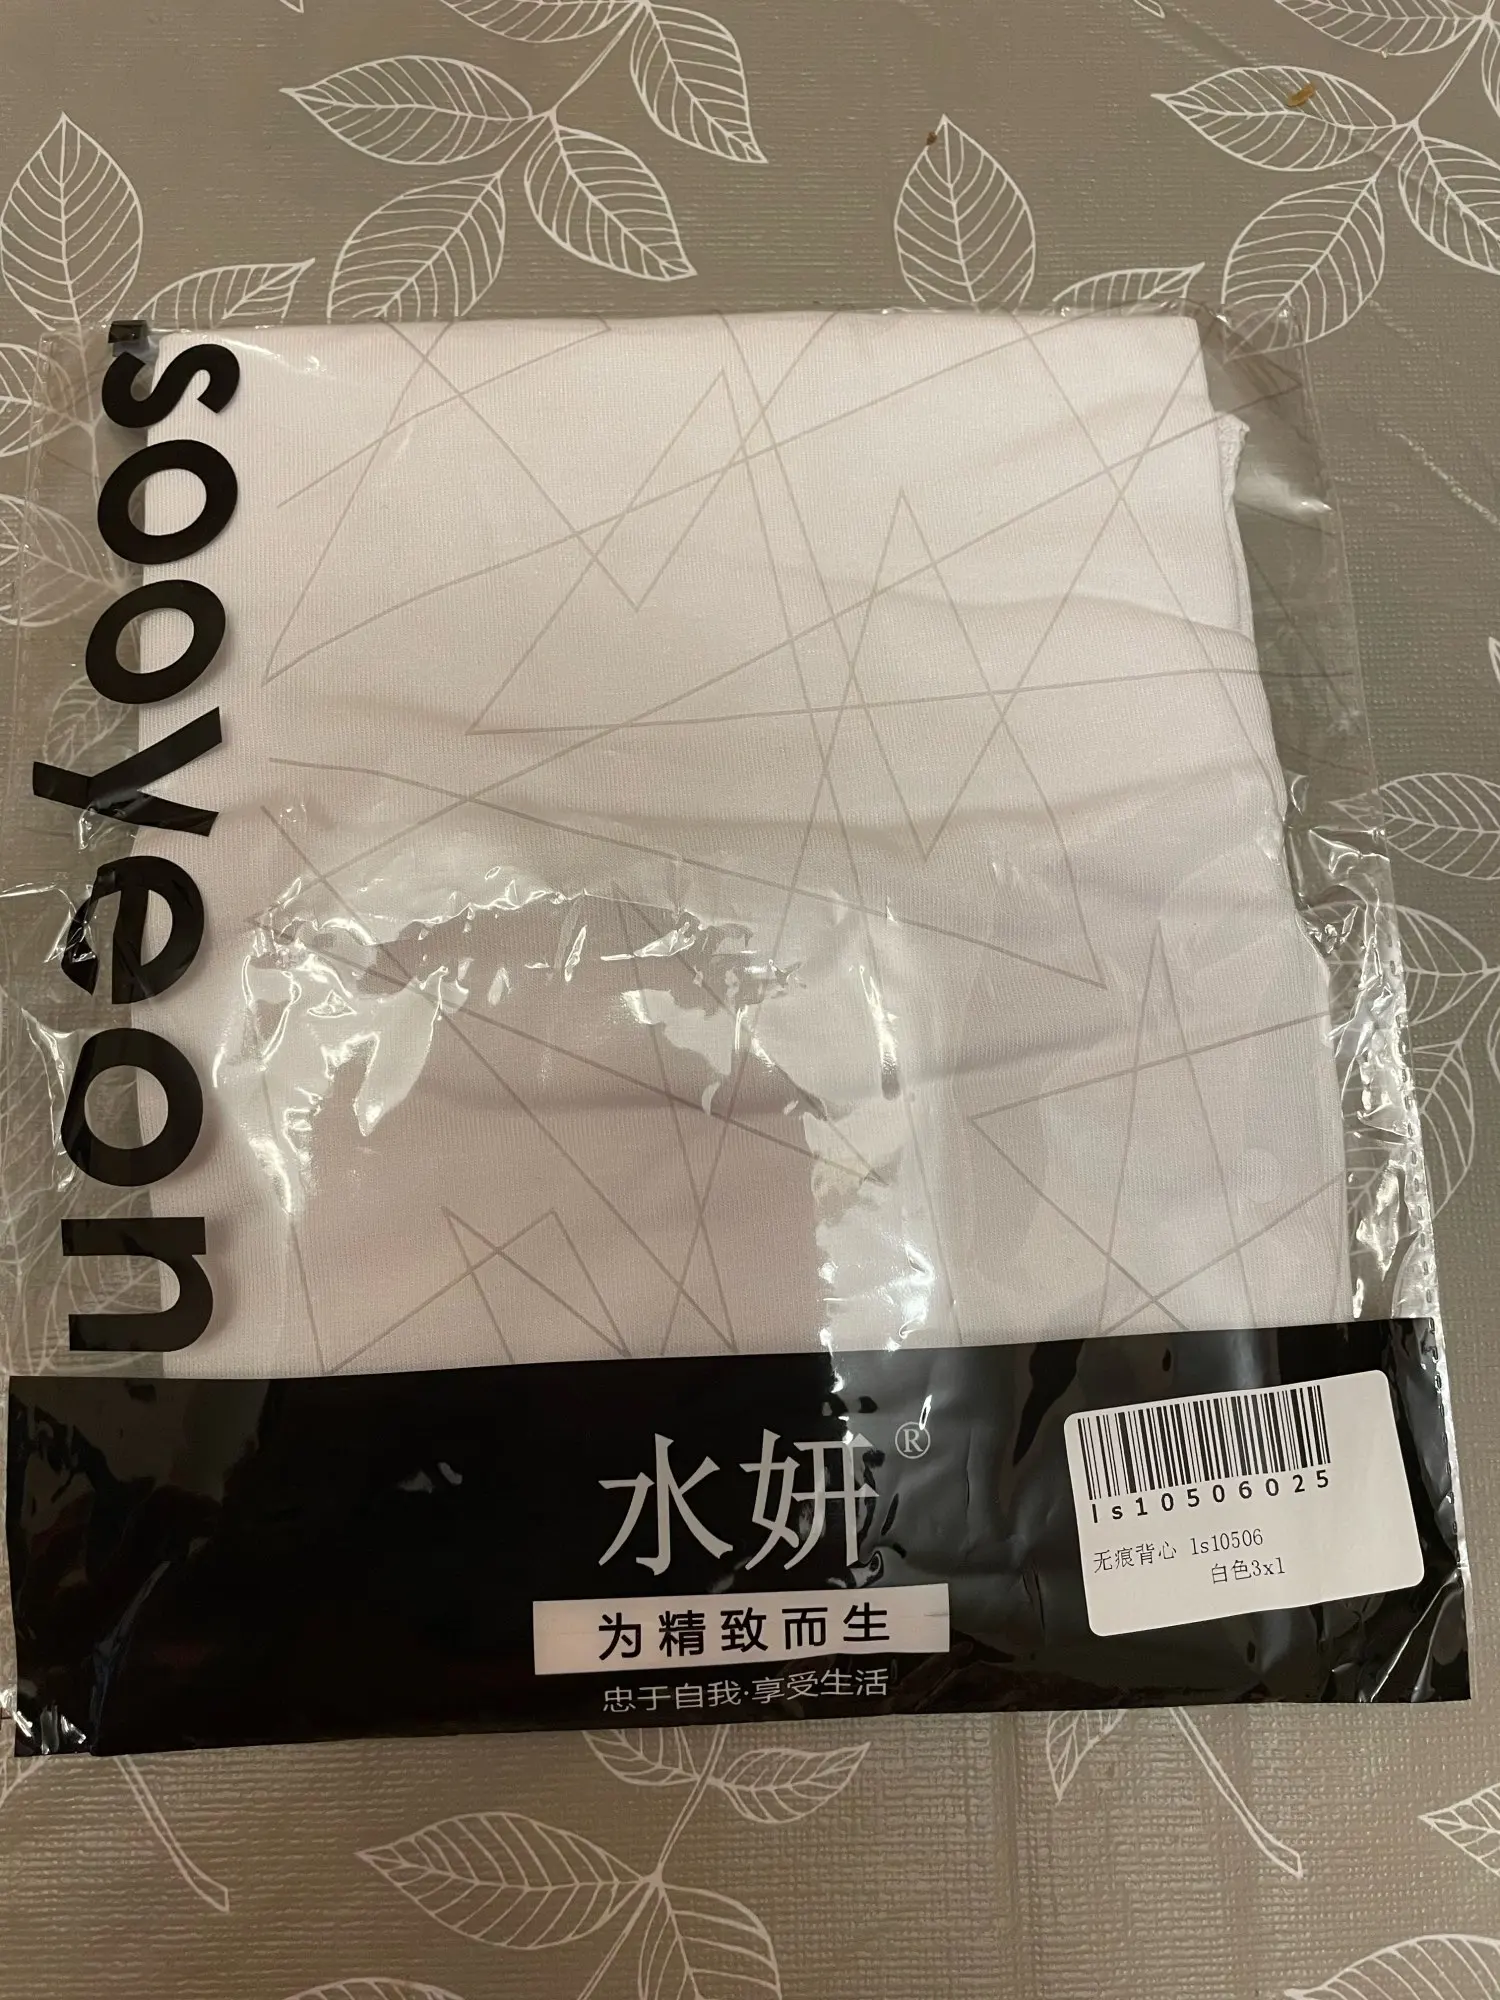 sooyeon
水妍®
为精致而生
忠于自我·享受生活
ls10506025
无痕背心 ls10506
白色3xl